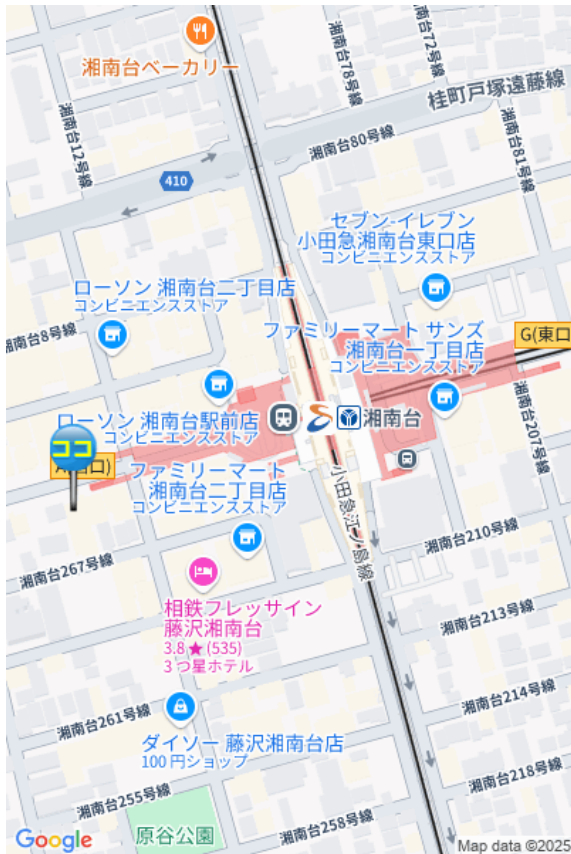 湘南台ベーカリー
湘南台78号線
湘南台72号線
桂町戸塚遠藤線
湘南台12号線
湘南台80号線
湘南台81号線
410
セブン-イレブン
小田急湘南台東口店
コンビニエンスストア
ローソン 湘南台二丁目店
コンビニエンスストア
湘南台8号線
ファミリーマート サンズ
湘南台一丁目店
コンビニエンスストア
G(東口
ローソン 湘南台駅前店
コンビニエンスストア
湘南台
湘南台207号線
ココ
口)
ファミリーマート
湘南台二丁目店
コンビニエンスストア
小田急江ノ島線
湘南台210号線
湘南台267号線
相鉄フレッサイン
藤沢湘南台
3.8★(535)
3 つ星ホテル
湘南台213号線
湘南台261号線
湘南台214号線
ダイソー 藤沢湘南台店
100 円ショップ
湘南台218号線
湘南台255号線
原谷公園
湘南台258号線
Google
Map data ©2025